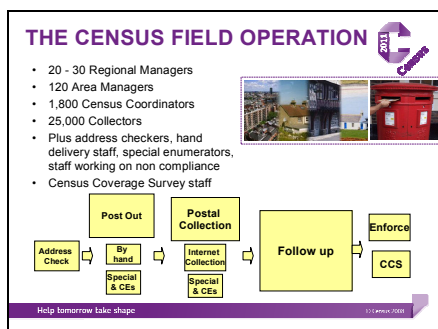 THE CENSUS FIELD OPERATION
2011
Census
• 20 - 30 Regional Managers
• 120 Area Managers
• 1,800 Census Coordinators
• 25,000 Collectors
• Plus address checkers, hand
delivery staff, special enumerators,
staff working on non compliance
• Census Coverage Survey staff
Address
Check
Post Out
By
hand
Special
& CEs
Postal
Collection
Internet
Collection
Special
& CEs
Follow up
Enforce
CCS
Help tomorrow take shape
© Census 2008